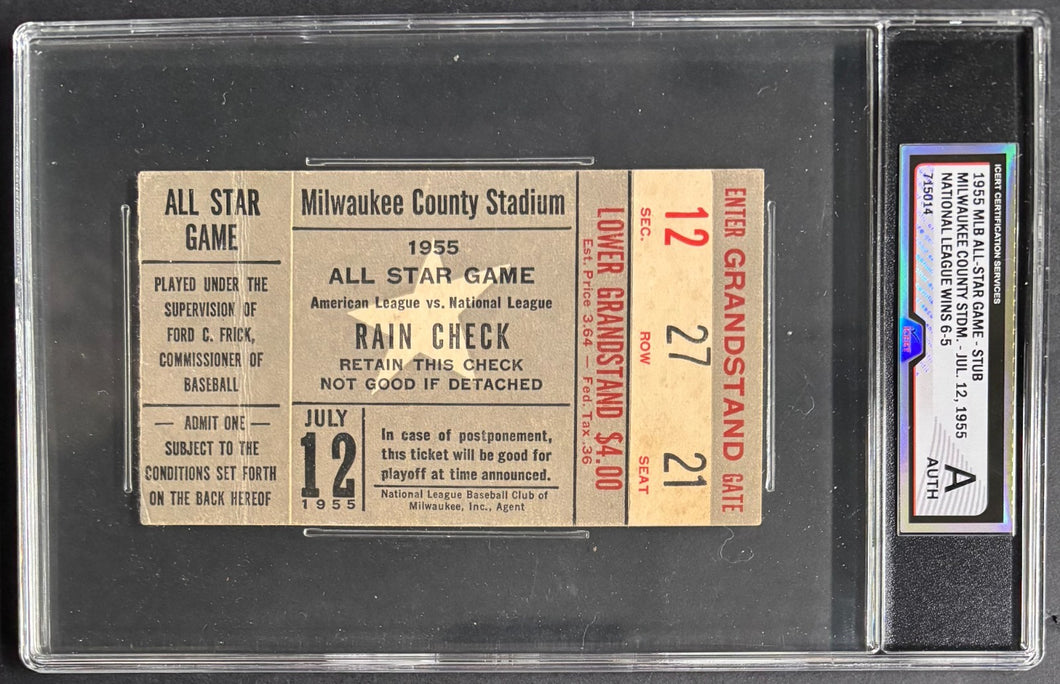 ALL STAR
GAME
PLAYED UNDER THE
SUPERVISION OF
FORD C. FRICK,
COMMISSIONER OF
BASEBALL
— ADMIT ONE —
SUBJECT TO THE
CONDITIONS SET FORTH
ON THE BACK HEREOF
Milwaukee County Stadium
1955
ALL STAR GAME
American League vs. National League
RAIN CHECK
RETAIN THIS CHECK
NOT GOOD IF DETACHED
JULY
12
1955
In case of postponement,
this ticket will be good for
playoff at time announced.
National League Baseball Club of
Milwaukee, Inc., Agent
LOWER GRANDSTAND $4.00
Est. Price 3.64 — Fed. Tax .36
12 27 21
SEC. ROW SEAT
ENTER GRANDSTAND GATE
ICERT CERTIFICATION SERVICES
1955 MLB ALL-STAR GAME - STUB
MILWAUKEE COUNTY STDM. - JUL. 12, 1955
NATIONAL LEAGUE WINS 6-5
715014
A
AUTH